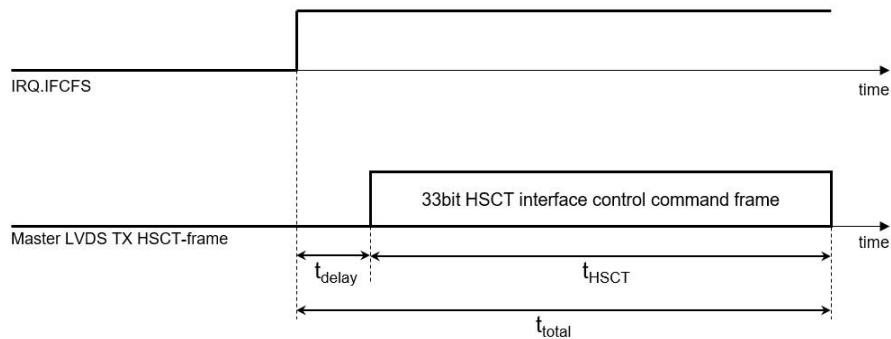 IRQ.IFCFS
time
33bit HSCT interface control command frame
Master LVDS TX HSCT-frame
time
tdelay
tHSCT
ttotal